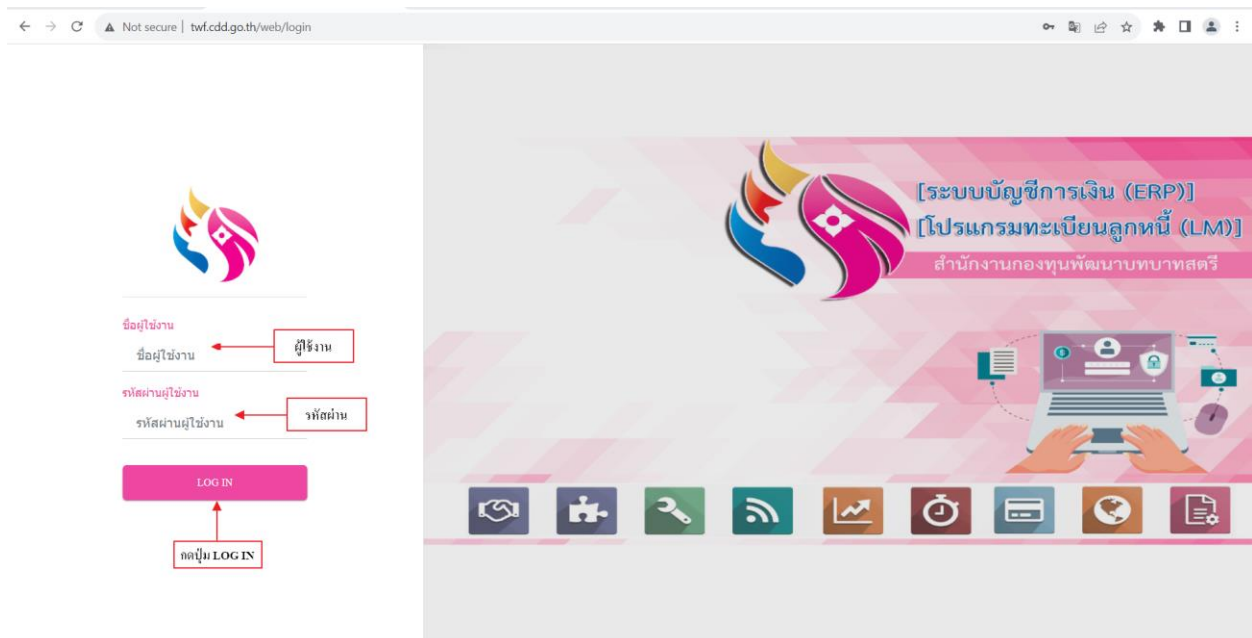 Not secure | twf.cdd.go.th/web/login
[ระบบบัญชีการเงิน (ERP)]
[โปรแกรมทะเบียนลูกหนี้ (LM)]
สำนักงานกองทุนพัฒนาบทบาทสตรี
ชื่อผู้ใช้งาน
ชื่อผู้ใช้งาน
ผู้ใช้งาน
รหัสผ่านผู้ใช้งาน
รหัสผ่านผู้ใช้งาน
รหัสผ่าน
LOG IN
กดปุ่ม LOG IN